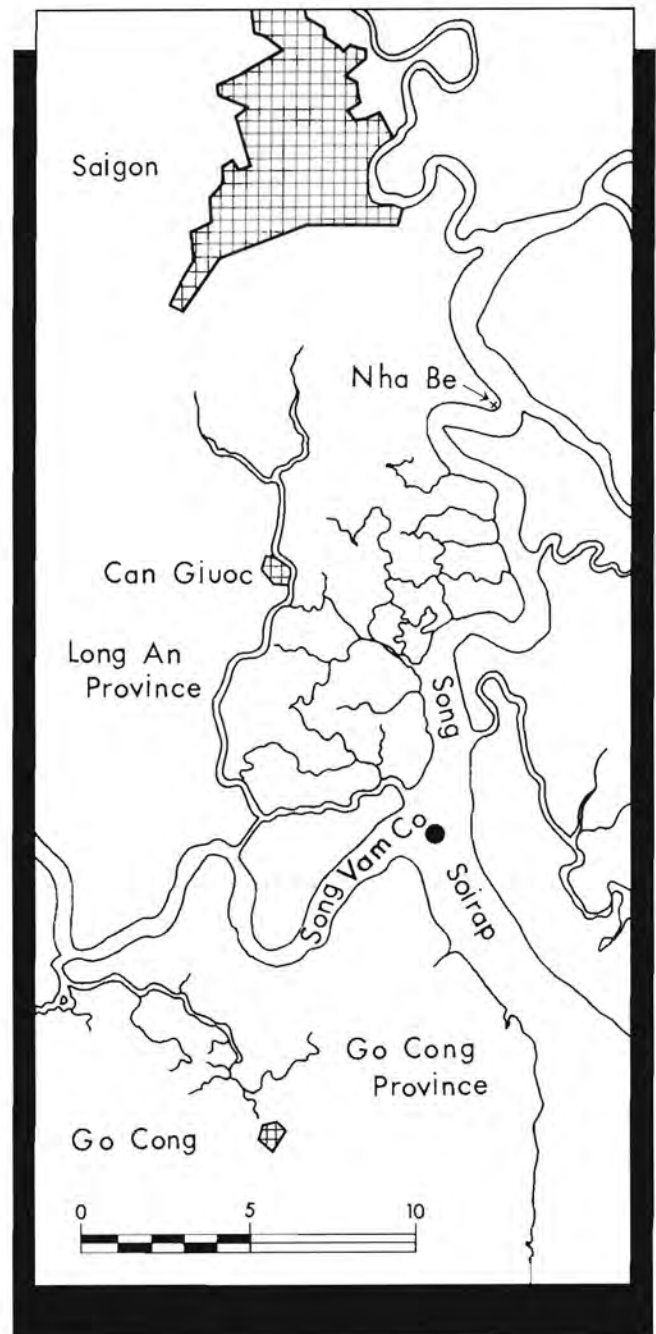 Saigon
Nha Be
Can Giuoc
Long An
Province
Song
Song Vam Co
Soirap
Go Cong
Province
Go Cong
0 5 10